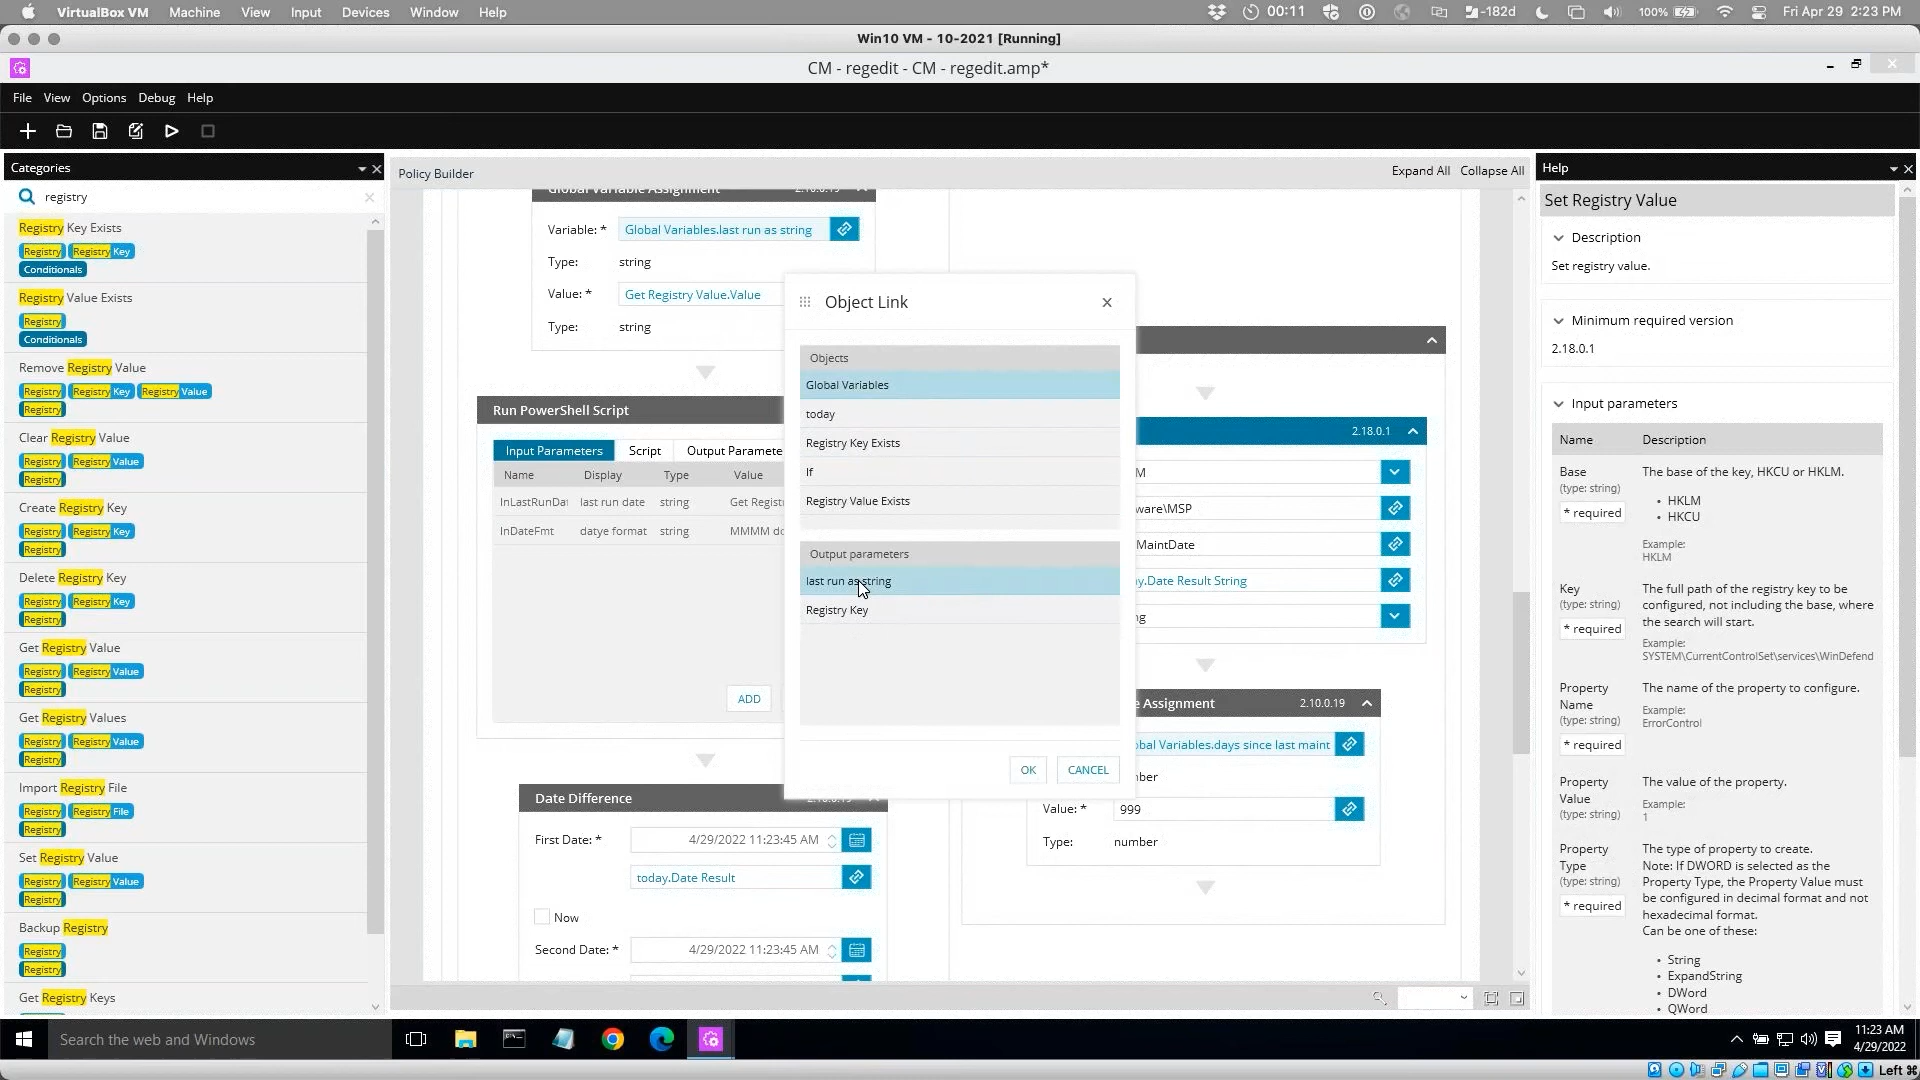 VirtualBox VM Machine View Input Devices Window Help 00:11 -182d 100% Fri Apr 29 2:23 PM
Win10 VM - 10-2021 [Running]
CM - regedit - CM - regedit.amp*
File View Options Debug Help
Categories
registry
Registry Key Exists
Registry Registry Key
Conditionals
Registry Value Exists
Registry
Conditionals
Remove Registry Value
Registry Registry Key Registry Value
Registry
Clear Registry Value
Registry Registry Value
Registry
Create Registry Key
Registry Registry Key
Registry
Delete Registry Key
Registry Registry Key
Registry
Get Registry Value
Registry Registry Value
Registry
Get Registry Values
Registry Registry Value
Registry
Import Registry File
Registry Registry File
Registry
Set Registry Value
Registry Registry Value
Registry
Backup Registry
Registry
Registry
Get Registry Keys
Policy Builder
Expand All Collapse All
Global Variable Assignment 2.10.0.19
Variable: * Global Variables.last run as string
Type: string
Value: * Get Registry Value.Value
Type: string
Run PowerShell Script
Input Parameters Script Output Paramete
Name Display Type Value
InLastRunDat last run date string Get Registr
InDateFmt datye format string MMMM do
ADD
Date Difference
First Date: * 4/29/2022 11:23:45 AM
today.Date Result
Now
Second Date: * 4/29/2022 11:23:45 AM
Object Link
Objects
Global Variables
today
Registry Key Exists
If
Registry Value Exists
Output parameters
last run as string
Registry Key
OK CANCEL
2.18.0.1
M
ware\MSP
MaintDate
y.Date Result String
ng
e Assignment 2.10.0.19
obal Variables.days since last maint
nber
Value: * 999
Type: number
Help
Set Registry Value
Description
Set registry value.
Minimum required version
2.18.0.1
Input parameters
Name Description
Base
(type: string)
* required
The base of the key, HKCU or HKLM.
• HKLM
• HKCU
Example:
HKLM
Key
(type: string)
* required
The full path of the registry key to be
configured, not including the base, where
the search will start.
Example:
SYSTEM\CurrentControlSet\services\WinDefend
Property
Name
(type: string)
* required
The name of the property to configure.
Example:
ErrorControl
Property
Value
(type: string)
The value of the property.
Example:
1
Property
Type
(type: string)
* required
The type of property to create.
Note: If DWORD is selected as the
Property Type, the Property Value must
be configured in decimal format and not
hexadecimal format.
Can be one of these:
• String
• ExpandString
• DWord
• QWord
Search the web and Windows
11:23 AM
4/29/2022
Left ⌘